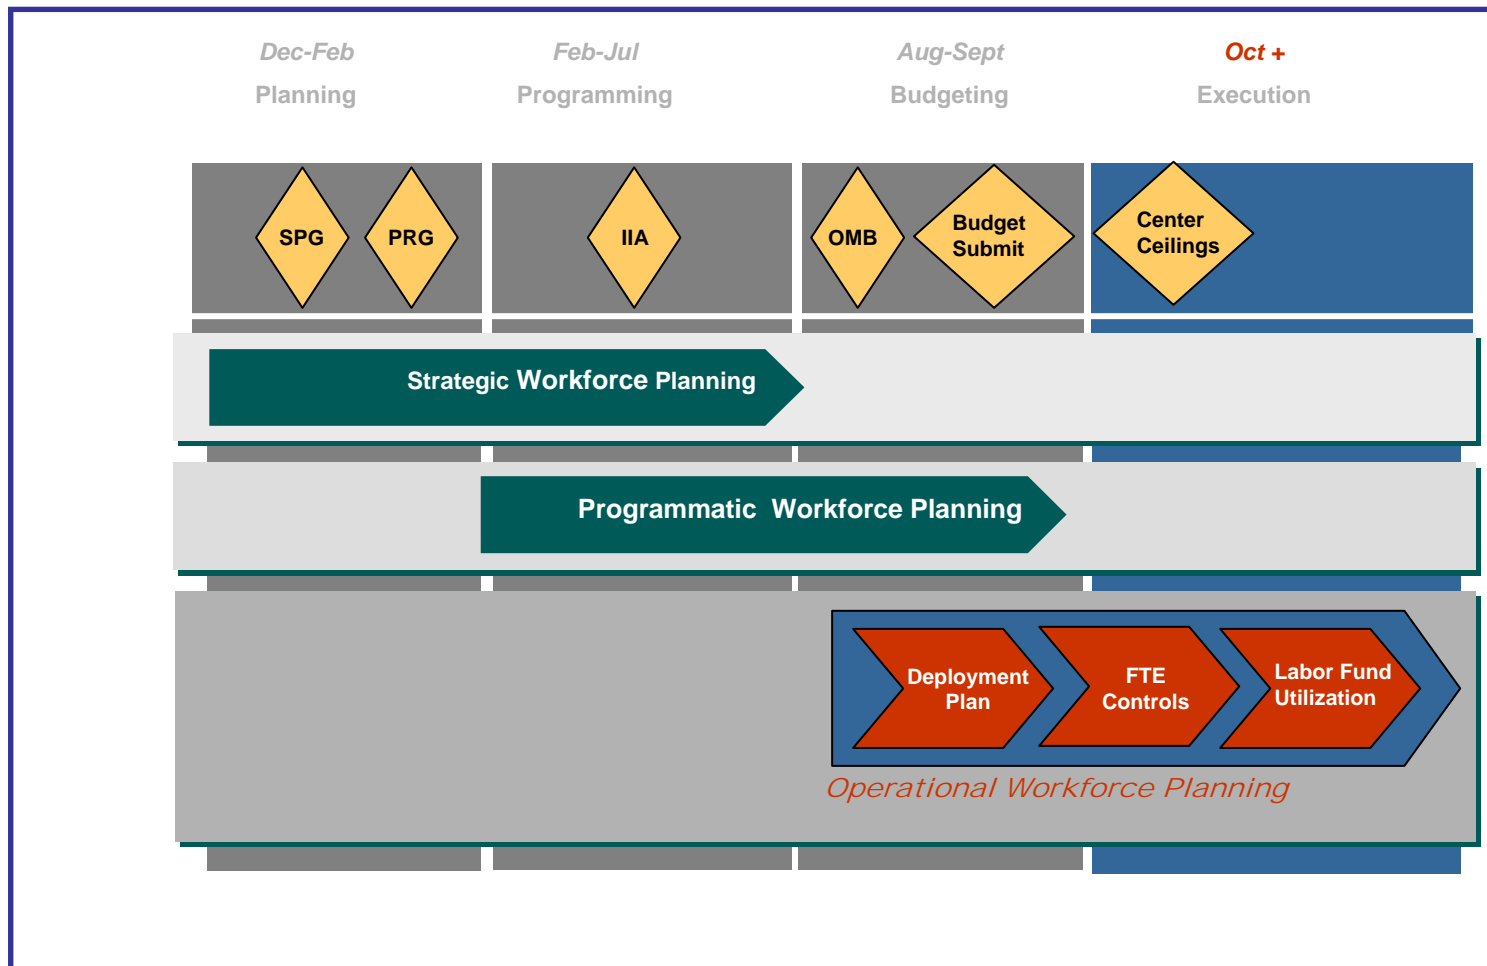 Dec-Feb
Planning
Feb-Jul
Programming
Aug-Sept
Budgeting
Oct +
Execution
SPG
PRG
IIA
OMB
Budget
Submit
Center
Ceilings
Strategic Workforce Planning
Programmatic Workforce Planning
Deployment
Plan
FTE
Controls
Labor Fund
Utilization
Operational Workforce Planning